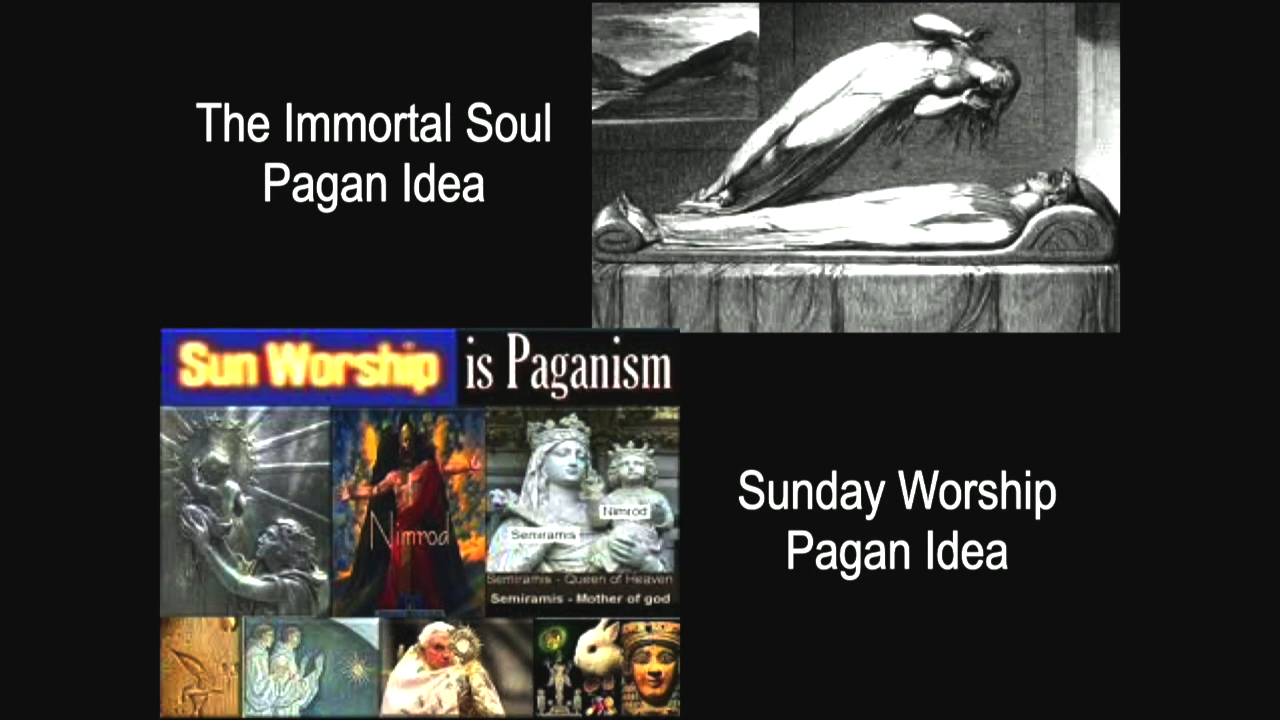 The Immortal Soul
Pagan Idea
Sun Worship is Paganism
Nimrod
Nimrod
Semiramis
Semiramis - Queen of Heaven
Semiramis - Mother of god
Sunday Worship
Pagan Idea